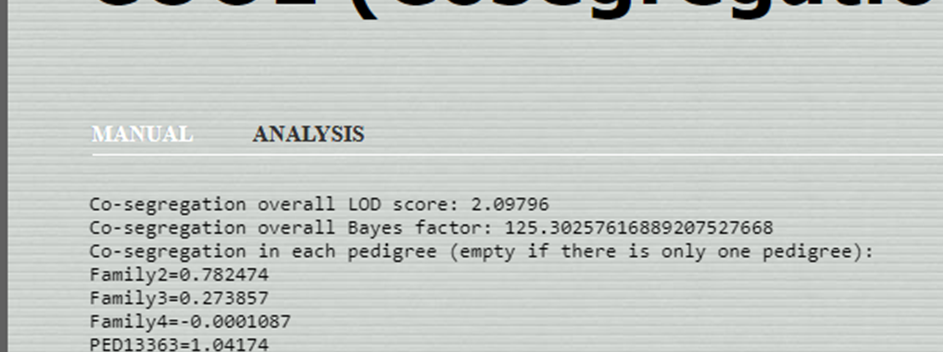 MANUAL ANALYSIS
Co-segregation overall LOD score: 2.09796
Co-segregation overall Bayes factor: 125.30257616889207527668
Co-segregation in each pedigree (empty if there is only one pedigree):
Family2=0.782474
Family3=0.273857
Family4=-0.0001087
PED13363=1.04174